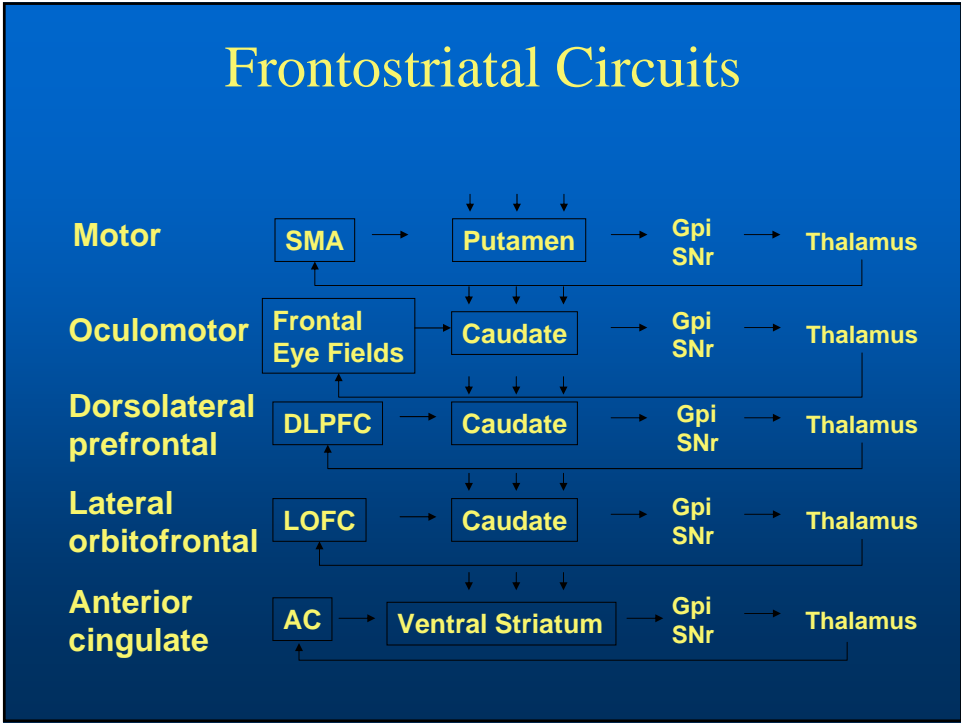 Frontostriatal Circuits
Motor
SMA
Putamen
Gpi
SNr
Thalamus
Oculomotor
Frontal
Eye Fields
Caudate
Gpi
SNr
Thalamus
Dorsolateral
prefrontal
DLPFC
Caudate
Gpi
SNr
Thalamus
Lateral
orbitofrontal
LOFC
Caudate
Gpi
SNr
Thalamus
Anterior
cingulate
AC
Ventral Striatum
Gpi
SNr
Thalamus